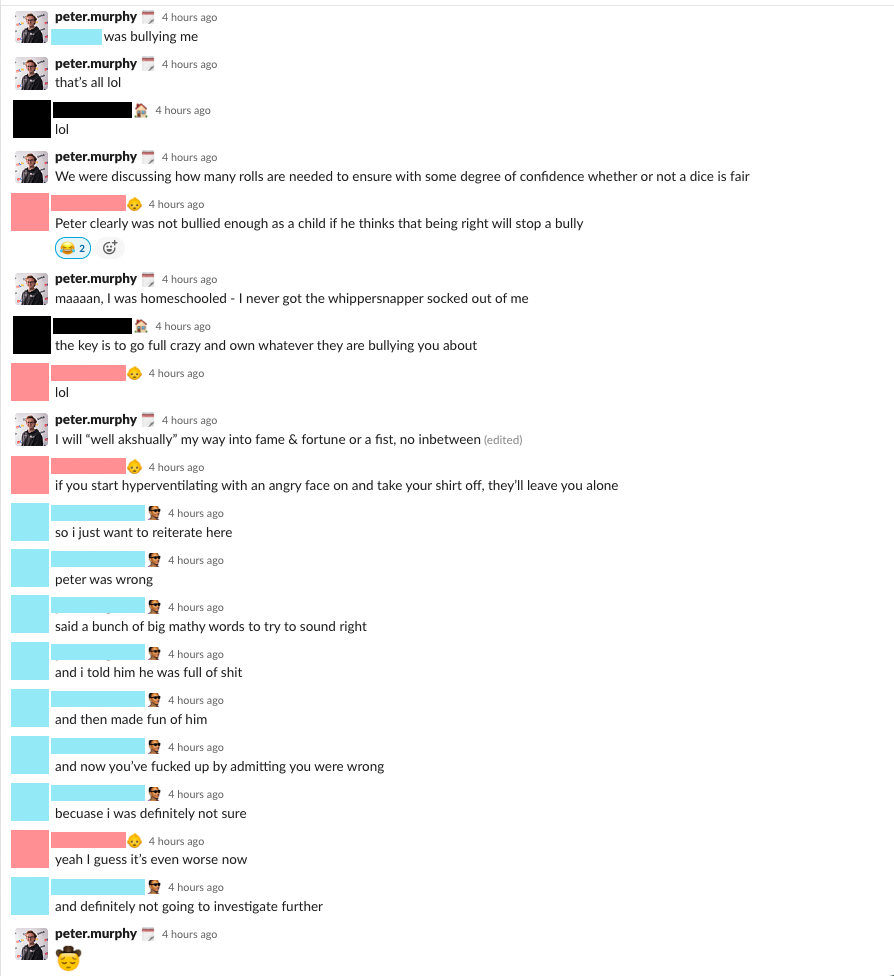 peter.murphy 4 hours ago
was bullying me
peter.murphy 4 hours ago
that's all lol
4 hours ago
lol
peter.murphy 4 hours ago
We were discussing how many rolls are needed to ensure with some degree of confidence whether or not a dice is fair
4 hours ago
Peter clearly was not bullied enough as a child if he thinks that being right will stop a bully
2
peter.murphy 4 hours ago
maaaan, I was homeschooled - I never got the whippersnapper socked out of me
4 hours ago
the key is to go full crazy and own whatever they are bullying you about
4 hours ago
lol
peter.murphy 4 hours ago
I will “well akshually” my way into fame & fortune or a fist, no inbetween (edited)
4 hours ago
if you start hyperventilating with an angry face on and take your shirt off, they'll leave you alone
4 hours ago
so i just want to reiterate here
4 hours ago
peter was wrong
4 hours ago
said a bunch of big mathy words to try to sound right
4 hours ago
and i told him he was full of shit
4 hours ago
and then made fun of him
4 hours ago
and now you've fucked up by admitting you were wrong
4 hours ago
becuase i was definitely not sure
4 hours ago
yeah I guess it's even worse now
4 hours ago
and definitely not going to investigate further
peter.murphy 4 hours ago